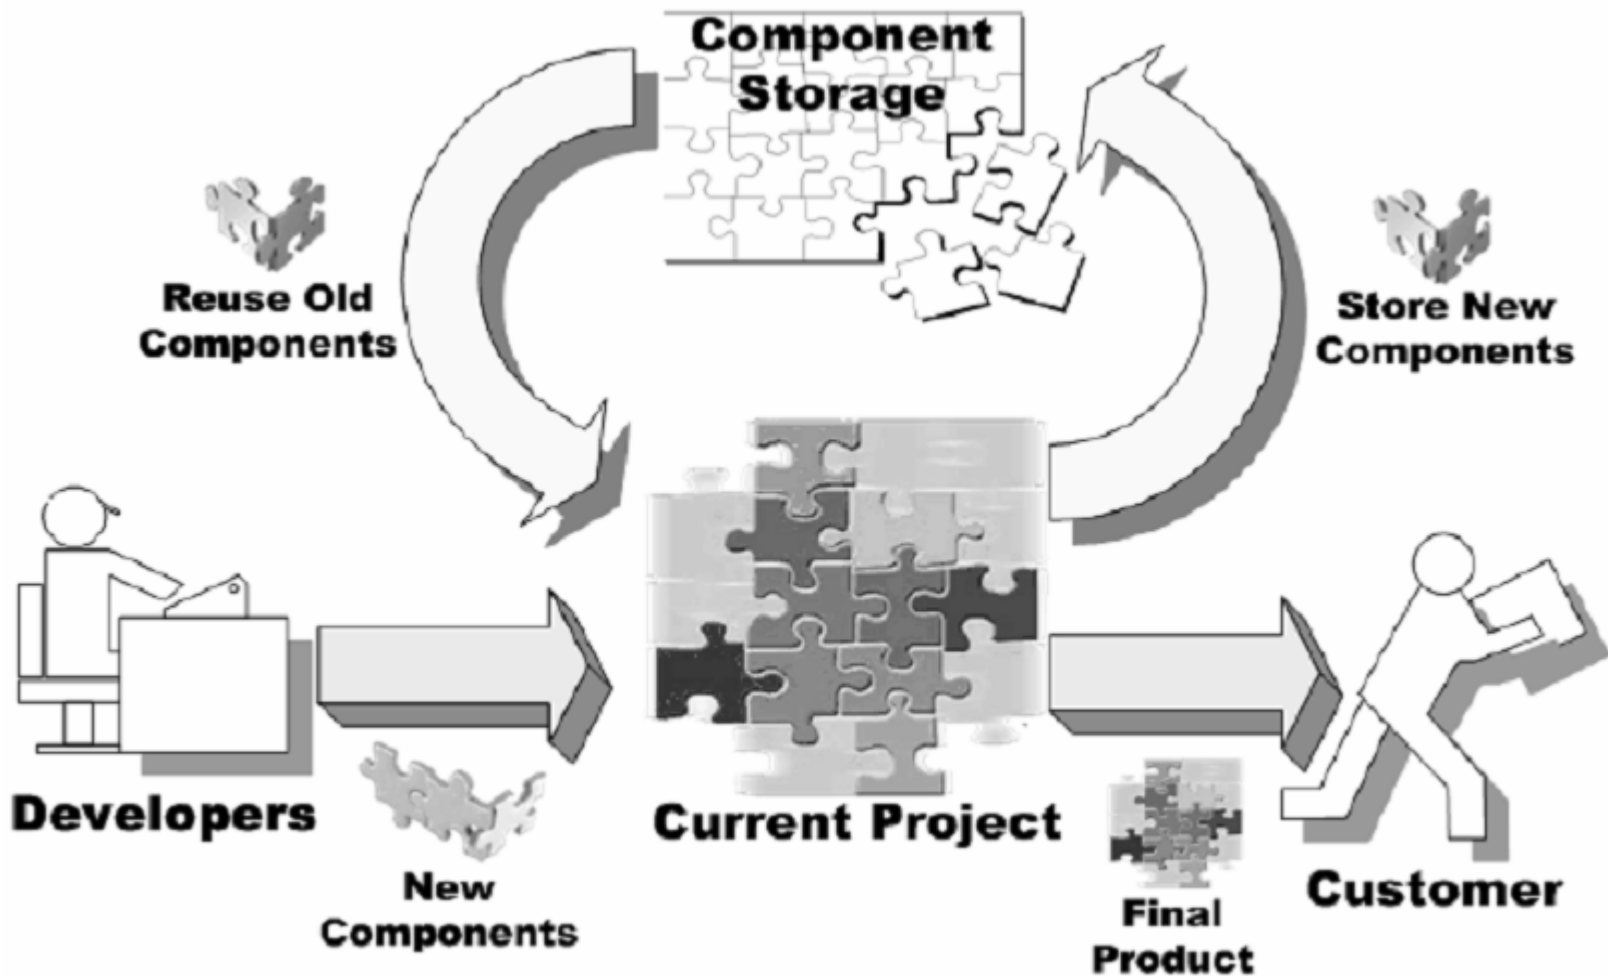 Component
Storage
Reuse Old
Components
Store New
Components
Developers
New
Components
Current Project
Final
Product
Customer